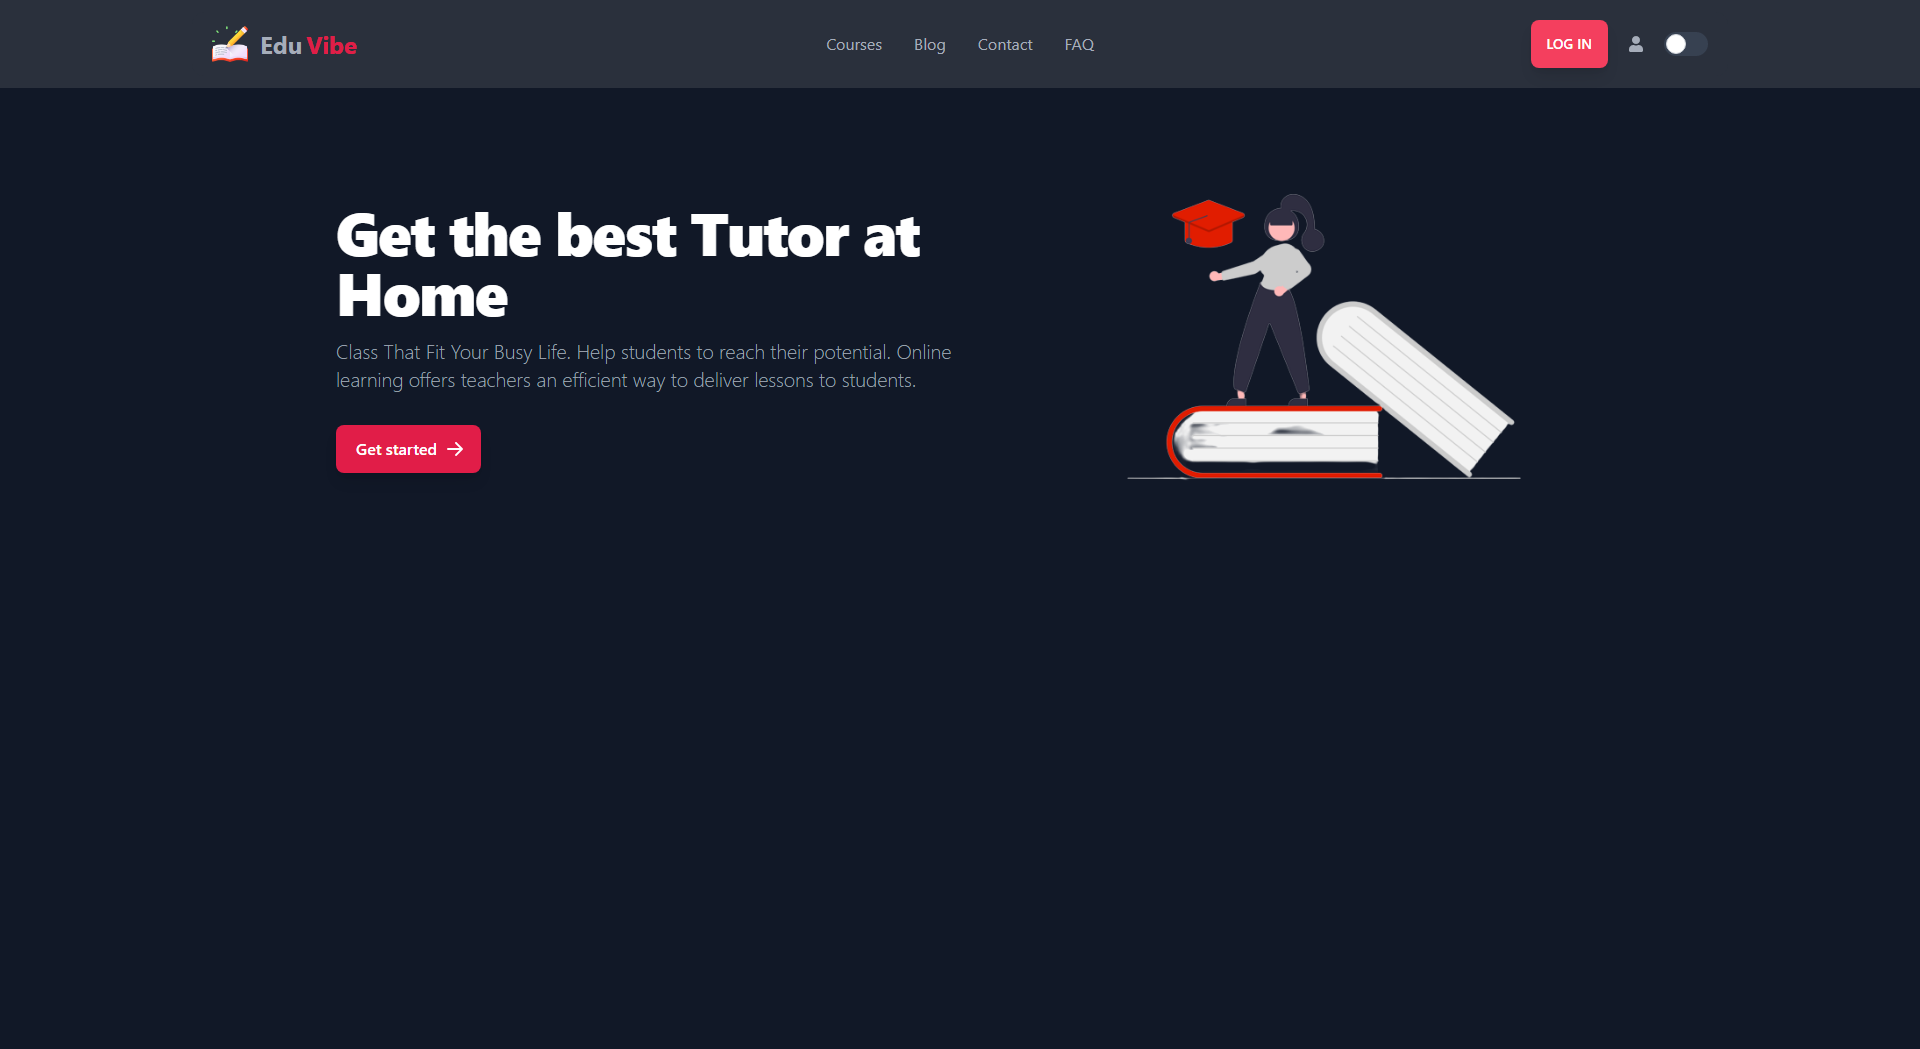 Edu Vibe
Courses
Blog
Contact
FAQ
LOG IN
Get the best Tutor at
Home
Class That Fit Your Busy Life. Help students to reach their potential. Online
learning offers teachers an efficient way to deliver lessons to students.
Get started